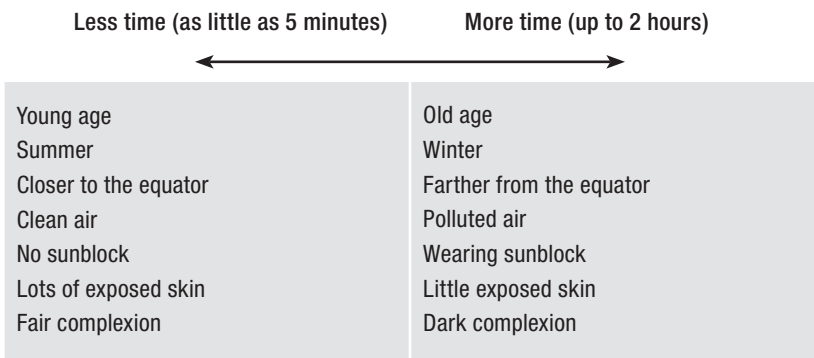 Less time (as little as 5 minutes) More time (up to 2 hours)
Young age
Summer
Closer to the equator
Clean air
No sunblock
Lots of exposed skin
Fair complexion
Old age
Winter
Farther from the equator
Polluted air
Wearing sunblock
Little exposed skin
Dark complexion